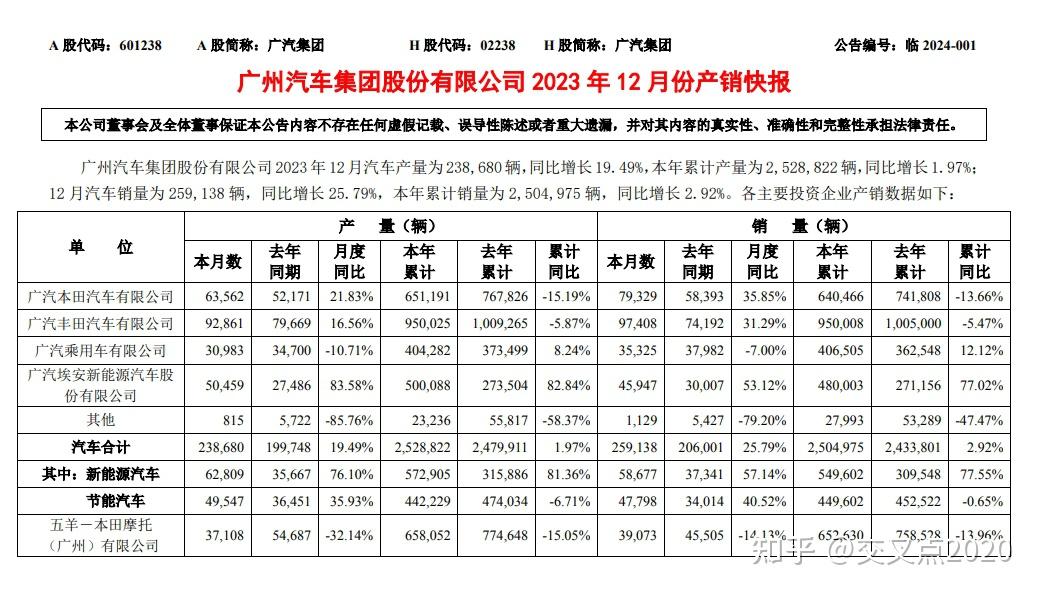 A 股代码：601238 A 股简称：广汽集团 H 股代码：02238 H 股简称：广汽集团 公告编号：临 2024-001
广州汽车集团股份有限公司 2023 年 12 月份产销快报
本公司董事会及全体董事保证本公告内容不存在任何虚假记载、误导性陈述或者重大遗漏，并对其内容的真实性、准确性和完整性承担法律责任。
广州汽车集团股份有限公司 2023 年 12 月汽车产量为 238,680 辆，同比增长 19.49%，本年累计产量为 2,528,822 辆，同比增长 1.97%；
12 月汽车销量为 259,138 辆，同比增长 25.79%，本年累计销量为 2,504,975 辆，同比增长 2.92%。各主要投资企业产销数据如下：
单 位 产 量（辆） 销 量（辆）
本月数 去年同期 月度同比 本年累计 去年累计 累计同比 本月数 去年同期 月度同比 本年累计 去年累计 累计同比
广汽本田汽车有限公司 63,562 52,171 21.83% 651,191 767,826 -15.19% 79,329 58,393 35.85% 640,466 741,808 -13.66%
广汽丰田汽车有限公司 92,861 79,669 16.56% 950,025 1,009,265 -5.87% 97,408 74,192 31.29% 950,008 1,005,000 -5.47%
广汽乘用车有限公司 30,983 34,700 -10.71% 404,282 373,499 8.24% 35,325 37,982 -7.00% 406,505 362,548 12.12%
广汽埃安新能源汽车股
份有限公司 50,459 27,486 83.58% 500,088 273,504 82.84% 45,947 30,007 53.12% 480,003 271,156 77.02%
其他 815 5,722 -85.76% 23,236 55,817 -58.37% 1,129 5,427 -79.20% 27,993 53,289 -47.47%
汽车合计 238,680 199,748 19.49% 2,528,822 2,479,911 1.97% 259,138 206,001 25.79% 2,504,975 2,433,801 2.92%
其中：新能源汽车 62,809 35,667 76.10% 572,905 315,886 81.36% 58,677 37,341 57.14% 549,602 309,548 77.55%
节能汽车 49,547 36,451 35.93% 442,229 474,034 -6.71% 47,798 34,014 40.52% 449,602 452,522 -0.65%
五羊－本田摩托
（广州）有限公司 37,108 54,687 -32.14% 658,052 774,648 -15.05% 39,073 45,505 -14.13% 652,630 758,528 -13.96%
知乎 @交叉点2020